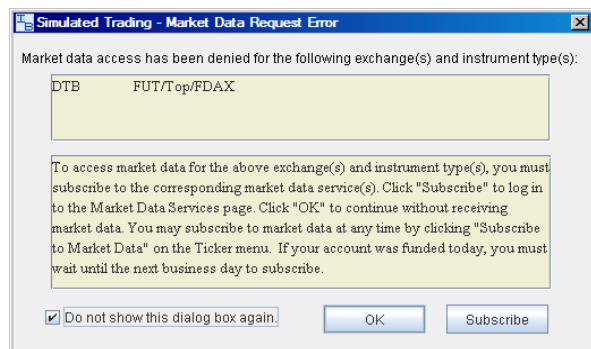 Simulated Trading - Market Data Request Error
Market data access has been denied for the following exchange(s) and instrument type(s):
DTB FUT/Top/FDAX
To access market data for the above exchange(s) and instrument type(s), you must
subscribe to the corresponding market data service(s). Click "Subscribe" to log in
to the Market Data Services page. Click "OK" to continue without receiving
market data. You may subscribe to market data at any time by clicking "Subscribe
to Market Data" on the Ticker menu. If your account was funded today, you must
wait until the next business day to subscribe.
Do not show this dialog box again.
OK
Subscribe